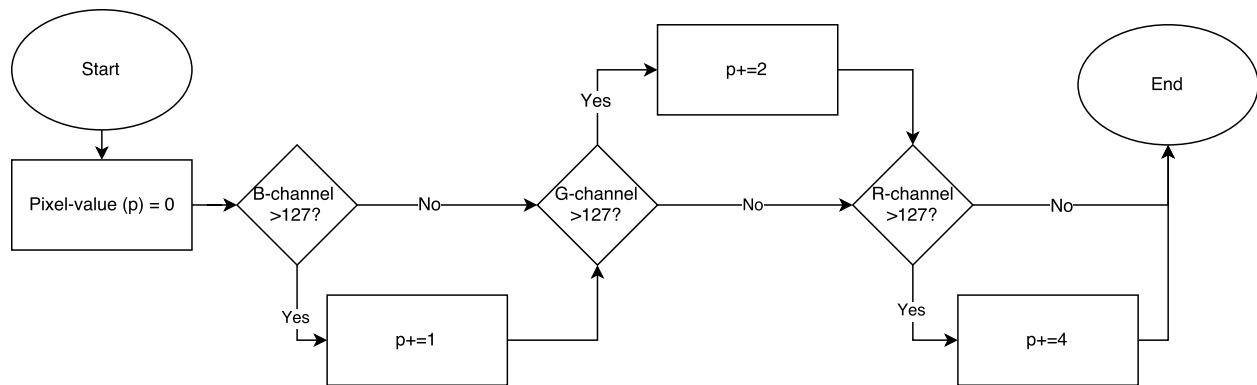 Start
Pixel-value (p) = 0
B-channel
>127?
No
Yes
p+=1
G-channel
>127?
Yes
p+=2
No
R-channel
>127?
No
Yes
p+=4
End